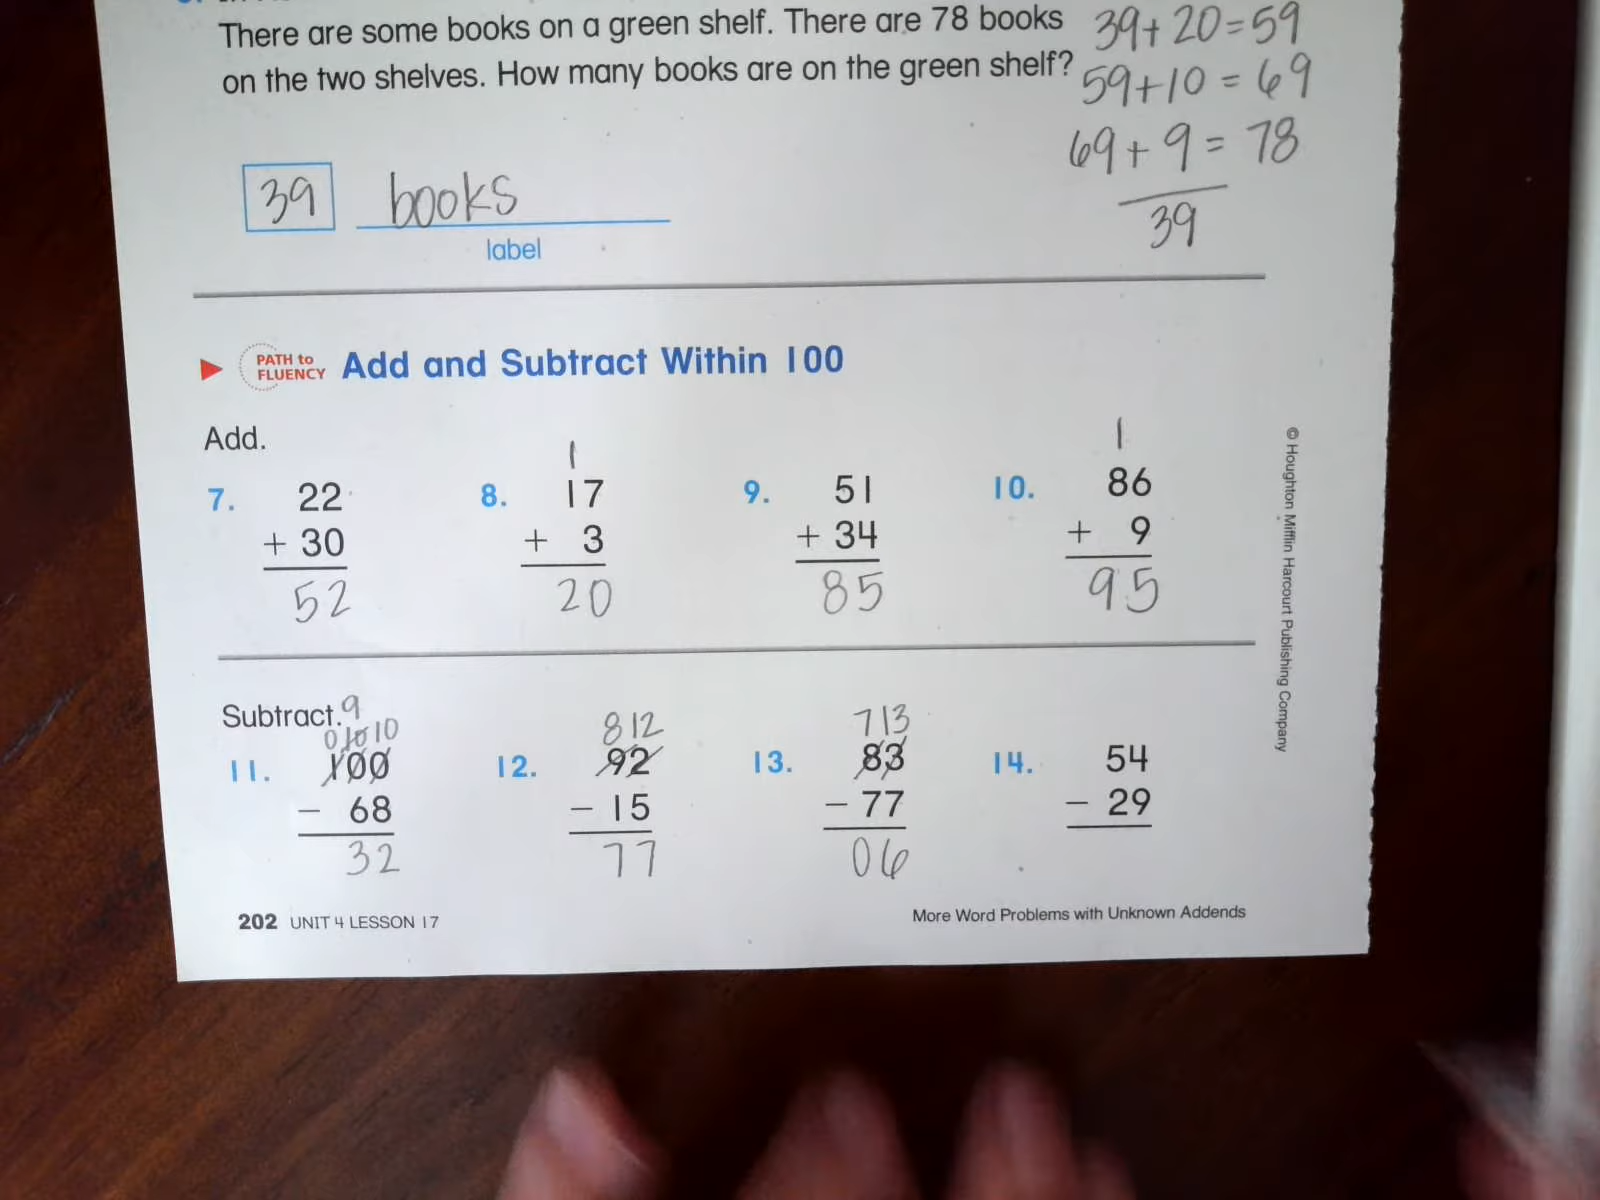 There are some books on a green shelf. There are 78 books
on the two shelves. How many books are on the green shelf?
39+20=59
59+10=69
69+9=78
39
39 books
label
PATH to
FLUENCY
Add and Subtract Within 100
Add.
1
7. 22
+ 30
52
8. 17
+ 3
20
9. 51
+ 34
85
1
10. 86
+ 9
95
Subtract.
9
0 10 10
11. 100
- 68
32
8 12
12. 92
- 15
77
7 13
13. 83
- 77
06
14. 54
- 29
© Houghton Mifflin Harcourt Publishing Company
202 UNIT 4 LESSON 17
More Word Problems with Unknown Addends